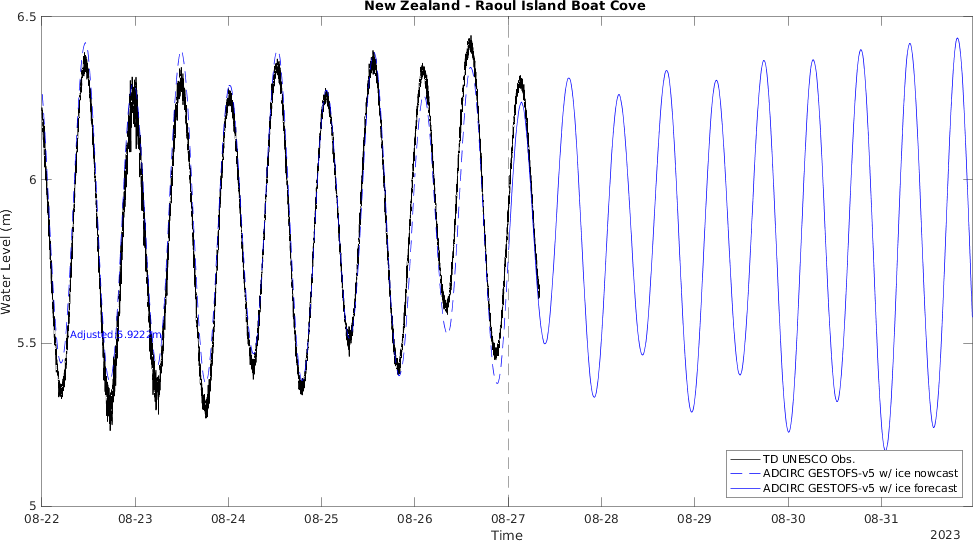 New Zealand - Raoul Island Boat Cove
6.5
6
5.5
5
Water Level (m)
Adjusted 5.9222m
TD UNESCO Obs.
ADCIRC GESTOFS-v5 w/ ice nowcast
ADCIRC GESTOFS-v5 w/ ice forecast
08-22 08-23 08-24 08-25 08-26 08-27 08-28 08-29 08-30 08-31
Time
2023